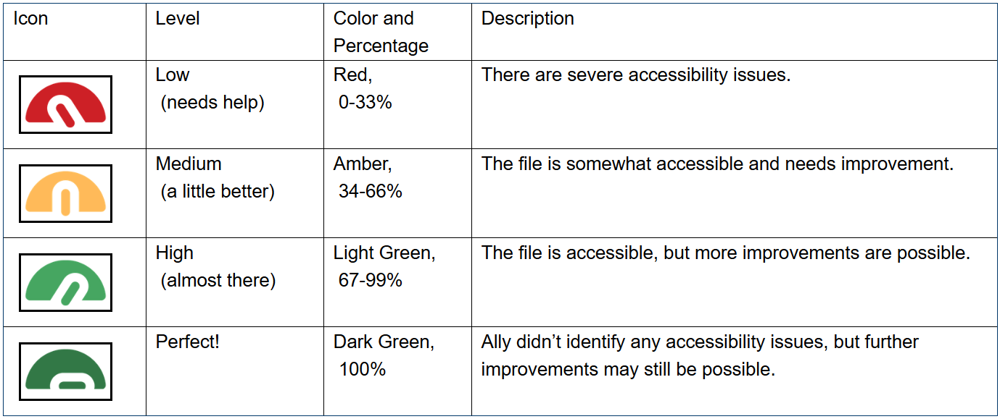 Icon
Level
Color and
Percentage
Description
Low
(needs help)
Red,
0-33%
There are severe accessibility issues.
Medium
(a little better)
Amber,
34-66%
The file is somewhat accessible and needs improvement.
High
(almost there)
Light Green,
67-99%
The file is accessible, but more improvements are possible.
Perfect!
Dark Green,
100%
Ally didn’t identify any accessibility issues, but further
improvements may still be possible.